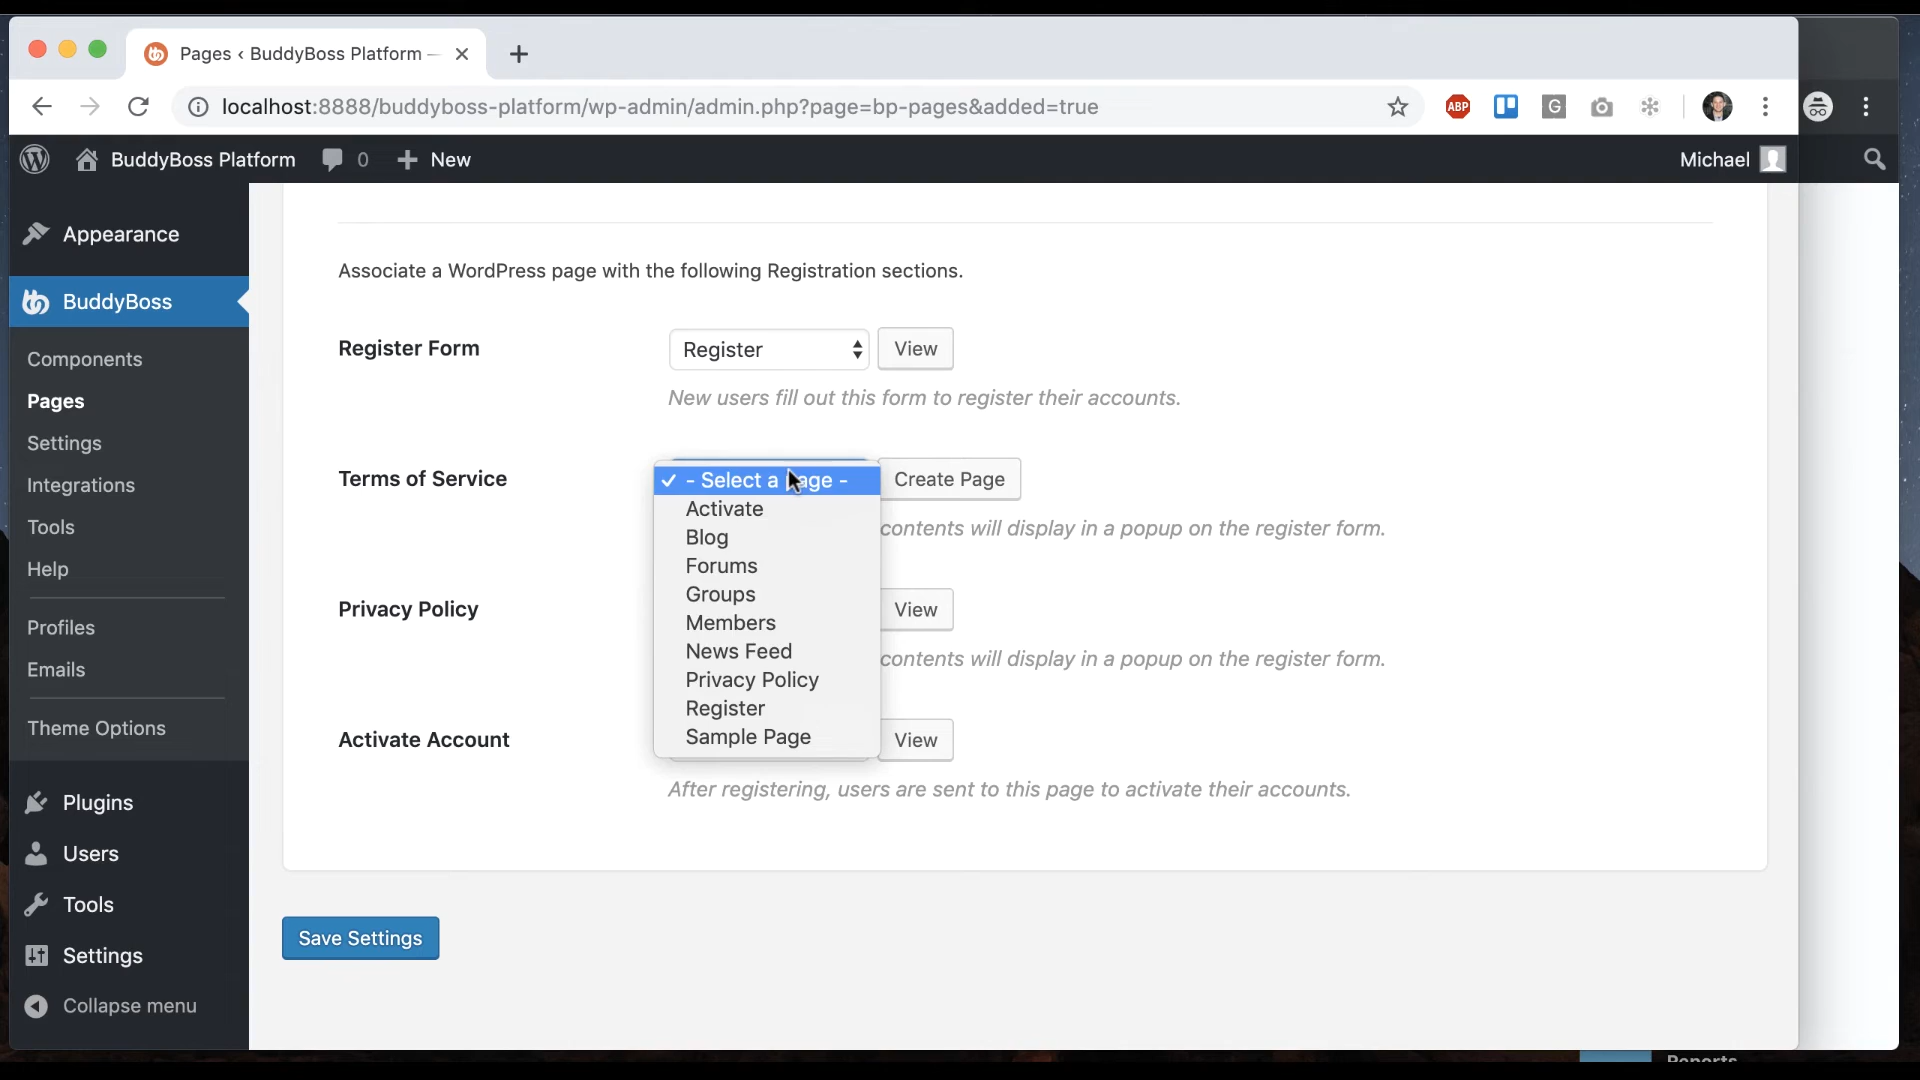 Pages ‹ BuddyBoss Platform —
localhost:8888/buddyboss-platform/wp-admin/admin.php?page=bp-pages&added=true
ABP
G
BuddyBoss Platform 0 New
Michael
Appearance
BuddyBoss
Components
Pages
Settings
Integrations
Tools
Help
Profiles
Emails
Theme Options
Plugins
Users
Tools
Settings
Collapse menu
Associate a WordPress page with the following Registration sections.
Register Form Register View
New users fill out this form to register their accounts.
Terms of Service - Select a page - Create Page
Activate
contents will display in a popup on the register form.
Blog
Forums
Groups
Privacy Policy View
Members
News Feed
contents will display in a popup on the register form.
Privacy Policy
Register
Sample Page
Activate Account View
After registering, users are sent to this page to activate their accounts.
Save Settings
Reports